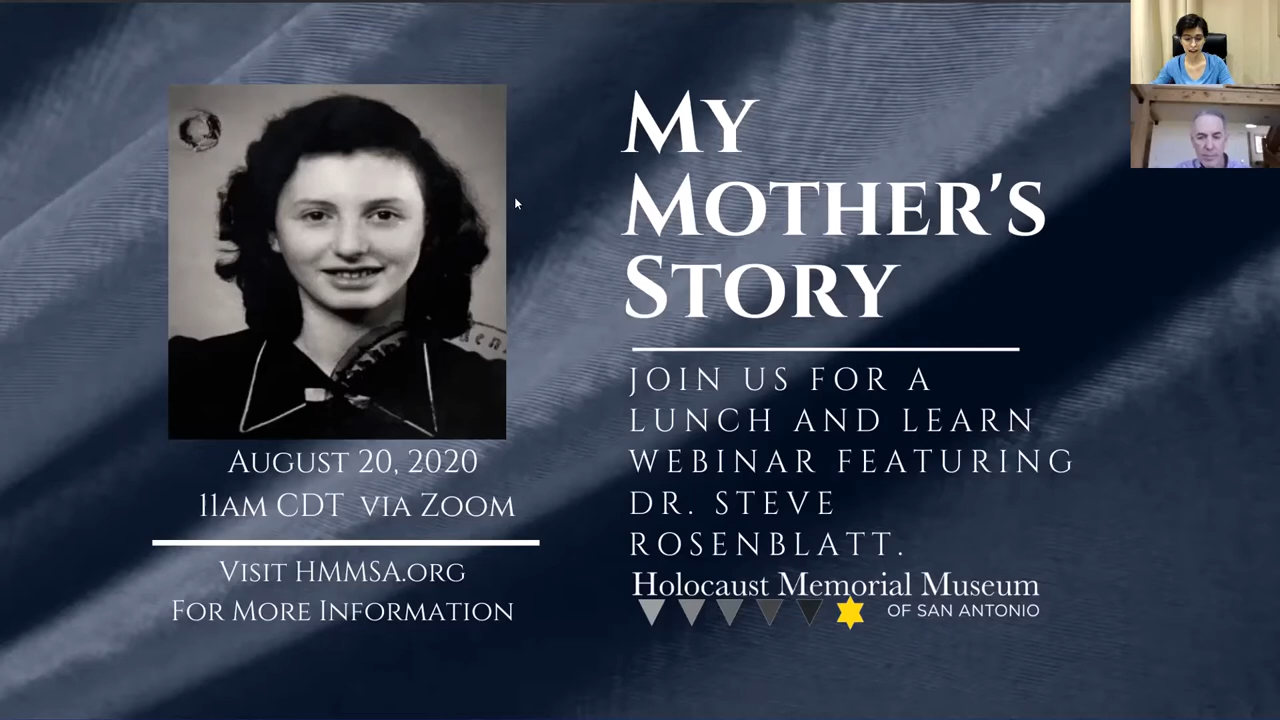 My
Mother's
Story
JOIN US FOR A
LUNCH AND LEARN
WEBINAR FEATURING
DR. STEVE
ROSENBLATT.
Holocaust Memorial Museum
OF SAN ANTONIO
August 20, 2020
11am CDT via Zoom
Visit HMMSA.org
For More Information